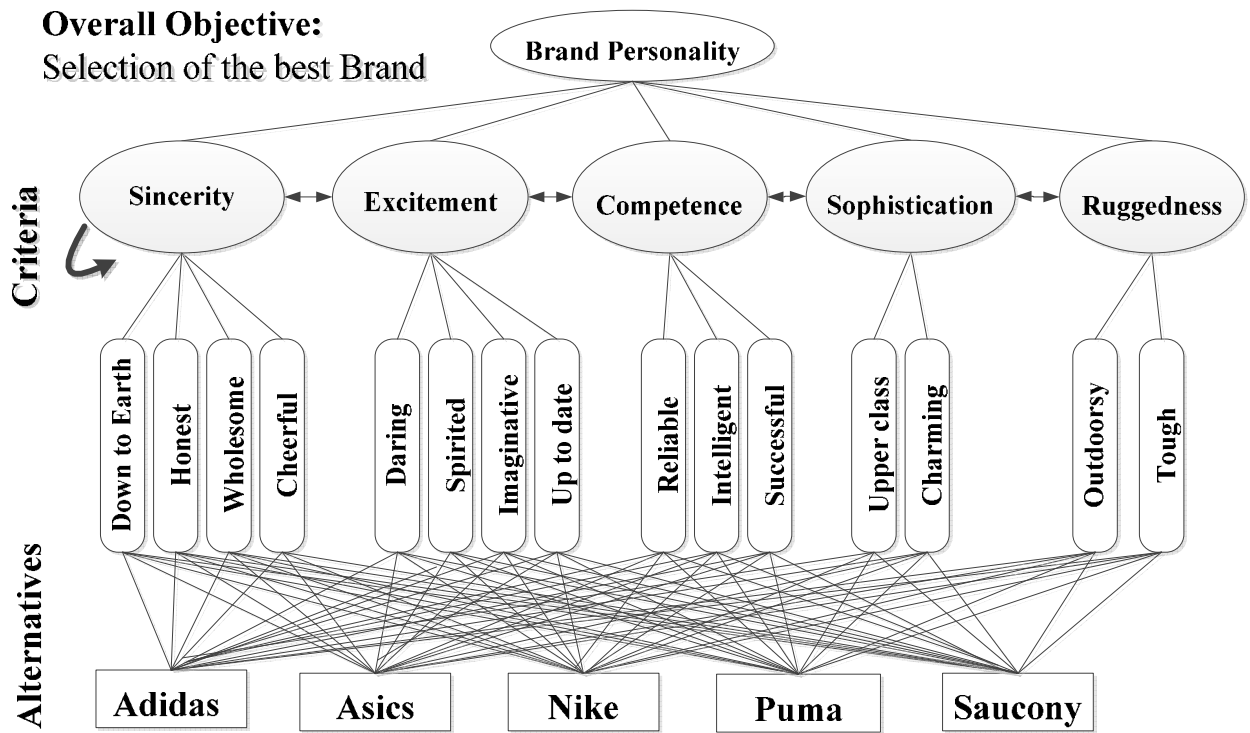 Overall Objective:
Selection of the best Brand
Brand Personality
Criteria
Sincerity
Excitement
Competence
Sophistication
Ruggedness
Down to Earth
Honest
Wholesome
Cheerful
Daring
Spirited
Imaginative
Up to date
Reliable
Intelligent
Successful
Upper class
Charming
Outdoorsy
Tough
Alternatives
Adidas
Asics
Nike
Puma
Saucony